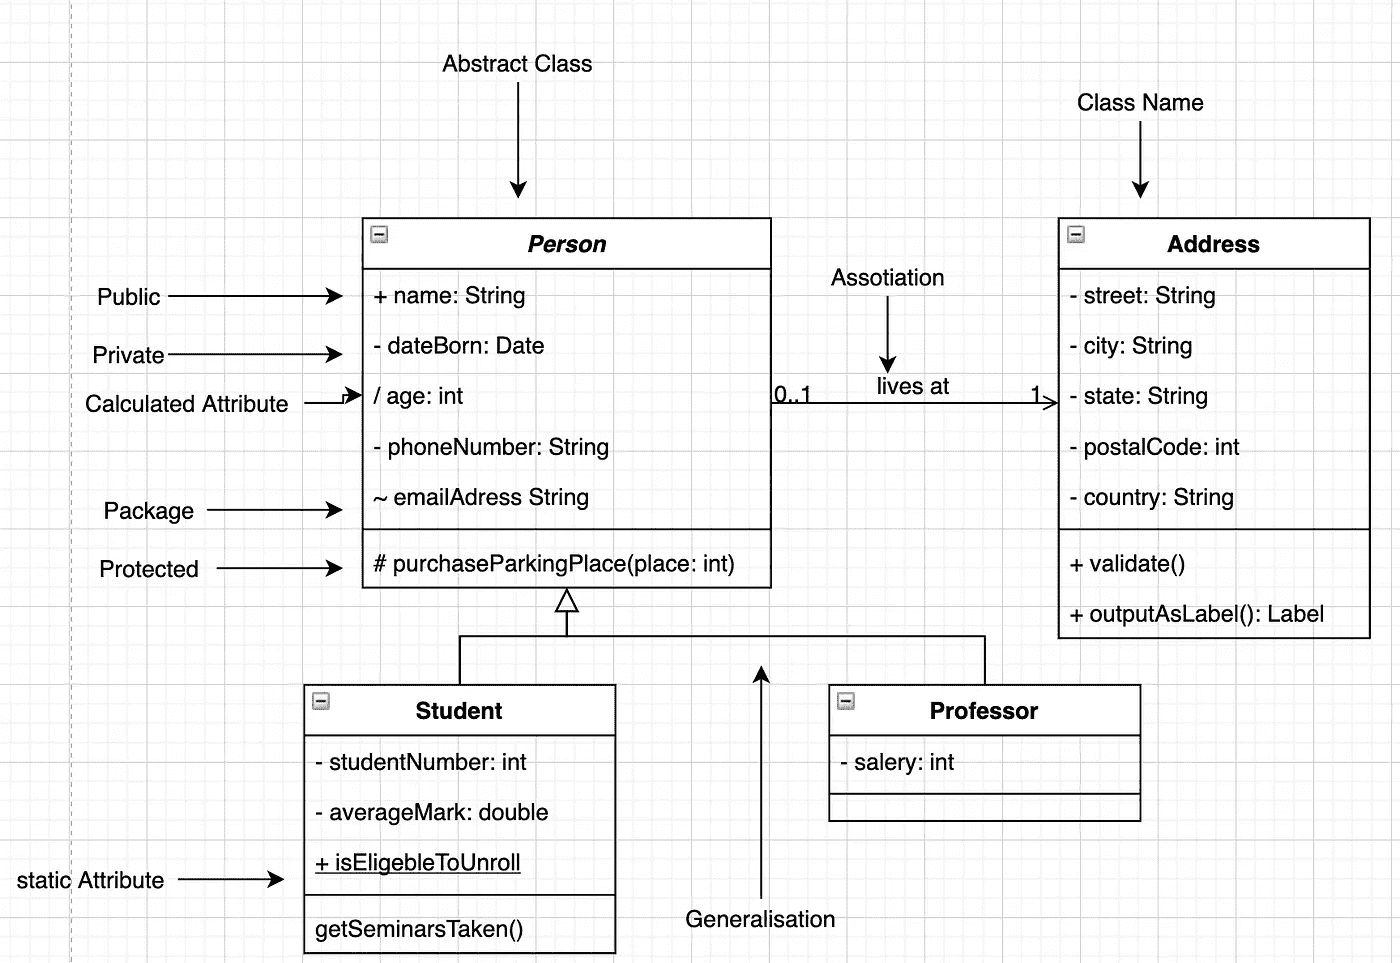 Abstract Class
Class Name
Person
Address
Assotiation
Public
+ name: String
- street: String
Private
- dateBorn: Date
- city: String
Calculated Attribute
/ age: int
0..1
lives at
1
- state: String
- phoneNumber: String
- postalCode: int
Package
~ emailAdress String
- country: String
Protected
# purchaseParkingPlace(place: int)
+ validate()
+ outputAsLabel(): Label
Student
Professor
- studentNumber: int
- salery: int
- averageMark: double
static Attribute
+ isEligebleToUnroll
getSeminarsTaken()
Generalisation